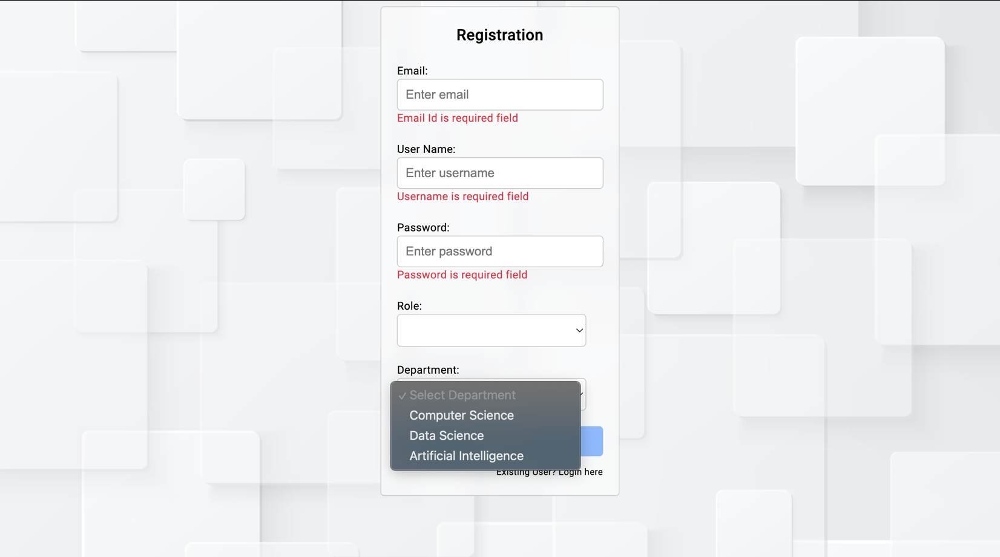 Registration
Email:
Enter email
Email Id is required field
User Name:
Enter username
Username is required field
Password:
Enter password
Password is required field
Role:
Department:
✓ Select Department
Computer Science
Data Science
Artificial Intelligence
Existing User? Login here